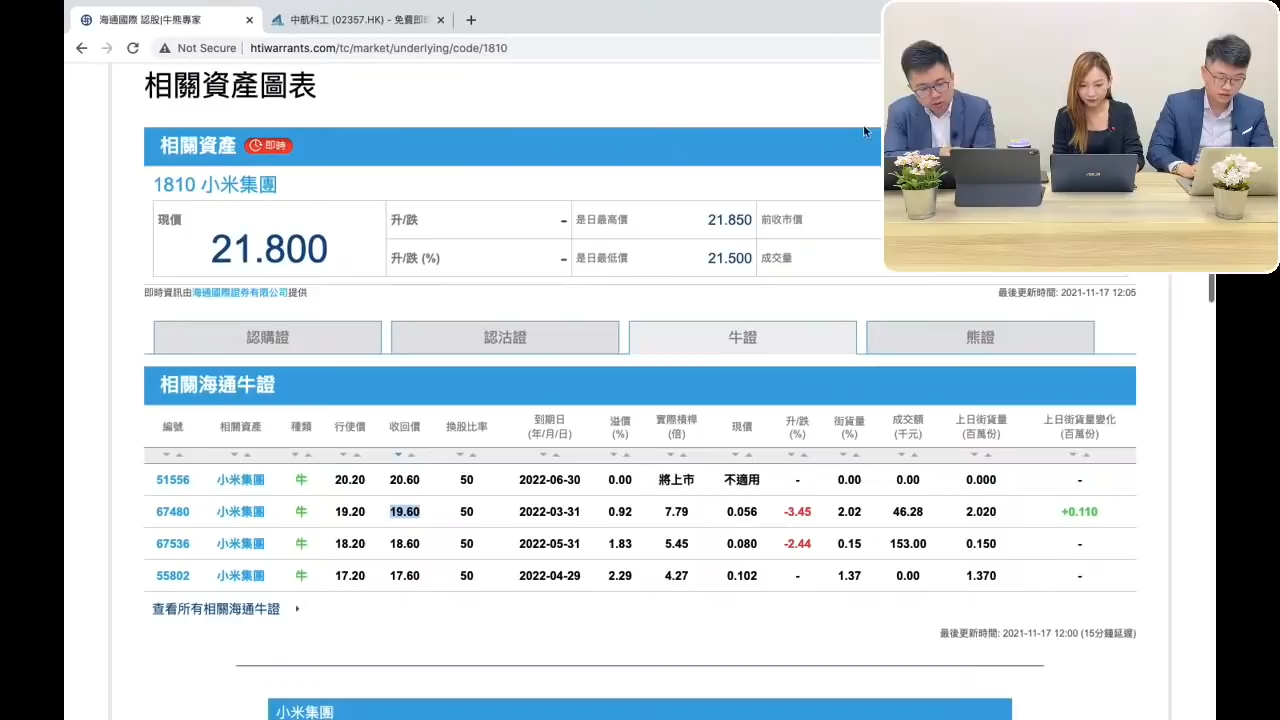 海通國際 認股|牛熊專家
中航科工 (02357.HK) - 免費即
Not Secure
htiwarrants.com/tc/market/underlying/code/1810
相關資產圖表
相關資產 即時
1810 小米集團
現價 升/跌 - 是日最高價 21.850 前收市價
21.800
升/跌 (%) - 是日最低價 21.500 成交量
即時資訊由海通國際證券有限公司提供 最後更新時間: 2021-11-17 12:05
認購證 認沽證 牛證 熊證
相關海通牛證
編號 相關資產 種類 行使價 收回價 換股比率 到期日 (年/月/日) 溢價 (%) 實際槓桿 (倍) 現價 升/跌 (%) 街貨量 (%) 成交額 (千元) 上日街貨量 (百萬份) 上日街貨量變化 (百萬份)
51556 小米集團 牛 20.20 20.60 50 2022-06-30 0.00 將上市 不適用 - 0.00 0.00 0.000 -
67480 小米集團 牛 19.20 19.60 50 2022-03-31 0.92 7.79 0.056 -3.45 2.02 46.28 2.020 +0.110
67536 小米集團 牛 18.20 18.60 50 2022-05-31 1.83 5.45 0.080 -2.44 0.15 153.00 0.150 -
55802 小米集團 牛 17.20 17.60 50 2022-04-29 2.29 4.27 0.102 - 1.37 0.00 1.370 -
查看所有相關海通牛證
最後更新時間: 2021-11-17 12:00 (15分鐘延遲)
小米集團
ASUS